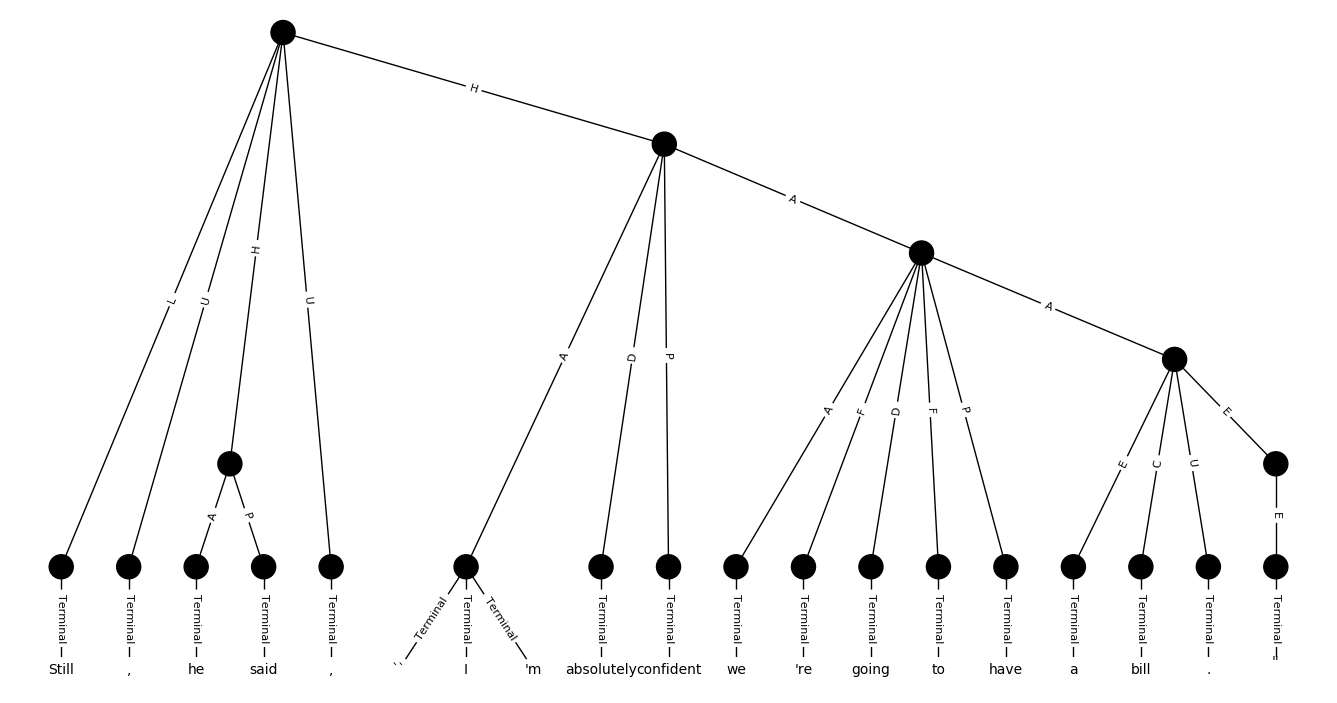 H
A
H
L
U
U
A
A
D
P
A
F
D
F
P
E
E
C
U
A
P
E
Terminal Terminal Terminal Terminal Terminal Terminal Terminal Terminal Terminal Terminal Terminal Terminal Terminal Terminal Terminal Terminal Terminal Terminal Terminal
Still , he said , `` I 'm absolutely confident we 're going to have a bill . "